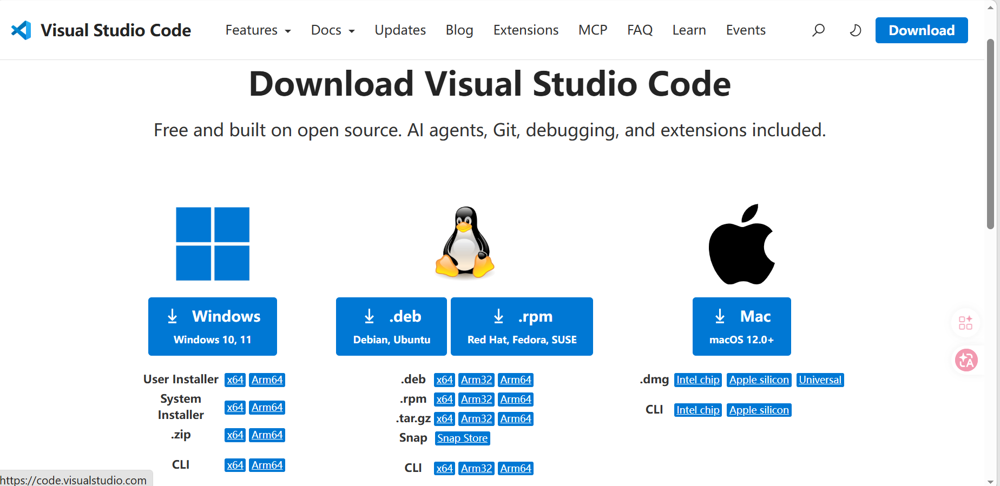 Visual Studio Code Features Docs Updates Blog Extensions MCP FAQ Learn Events Download
Download Visual Studio Code
Free and built on open source. AI agents, Git, debugging, and extensions included.
Windows
Windows 10, 11
User Installer x64 Arm64
System
Installer
x64 Arm64
.zip x64 Arm64
CLI x64 Arm64
.deb
Debian, Ubuntu
.rpm
Red Hat, Fedora, SUSE
.deb x64 Arm32 Arm64
.rpm x64 Arm32 Arm64
.tar.gz x64 Arm32 Arm64
Snap Snap Store
CLI x64 Arm32 Arm64
Mac
macOS 12.0+
.dmg Intel chip Apple silicon Universal
CLI Intel chip Apple silicon
https://code.visualstudio.com